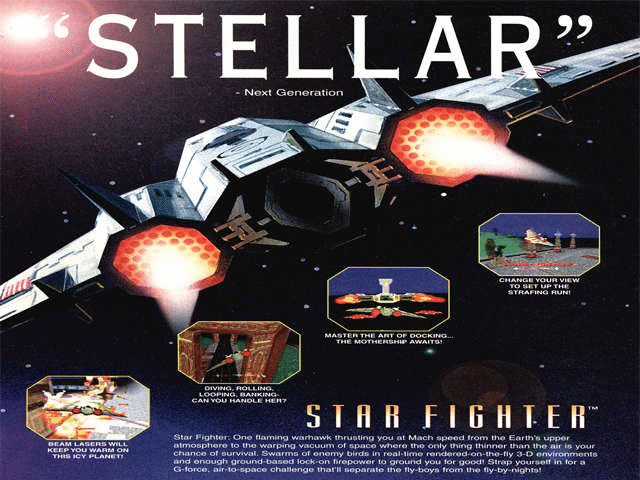 "STELLAR"
- Next Generation
CHANGE YOUR VIEW
TO SET UP THE
STRAFING RUN!
MASTER THE ART OF DOCKING...
THE MOTHERSHIP AWAITS!
DIVING, ROLLING,
LOOPING, BANKING-
CAN YOU HANDLE HER?
BEAM LASERS WILL
KEEP YOU WARM ON
THIS ICY PLANET!
STAR FIGHTER™
Star Fighter: One flaming warhawk thrusting you at Mach speed from the Earth's upper
atmosphere to the warping vacuum of space where the only thing thinner than the air is your
chance of survival. Swarms of enemy birds in real-time rendered-on-the-fly 3-D environments
and enough ground-based lock-on firepower to ground you for good! Strap yourself in for a
G-force, air-to-space challenge that'll separate the fly-boys from the fly-by-nights!